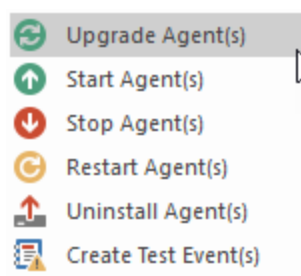 Upgrade Agent(s)
Start Agent(s)
Stop Agent(s)
Restart Agent(s)
Uninstall Agent(s)
Create Test Event(s)